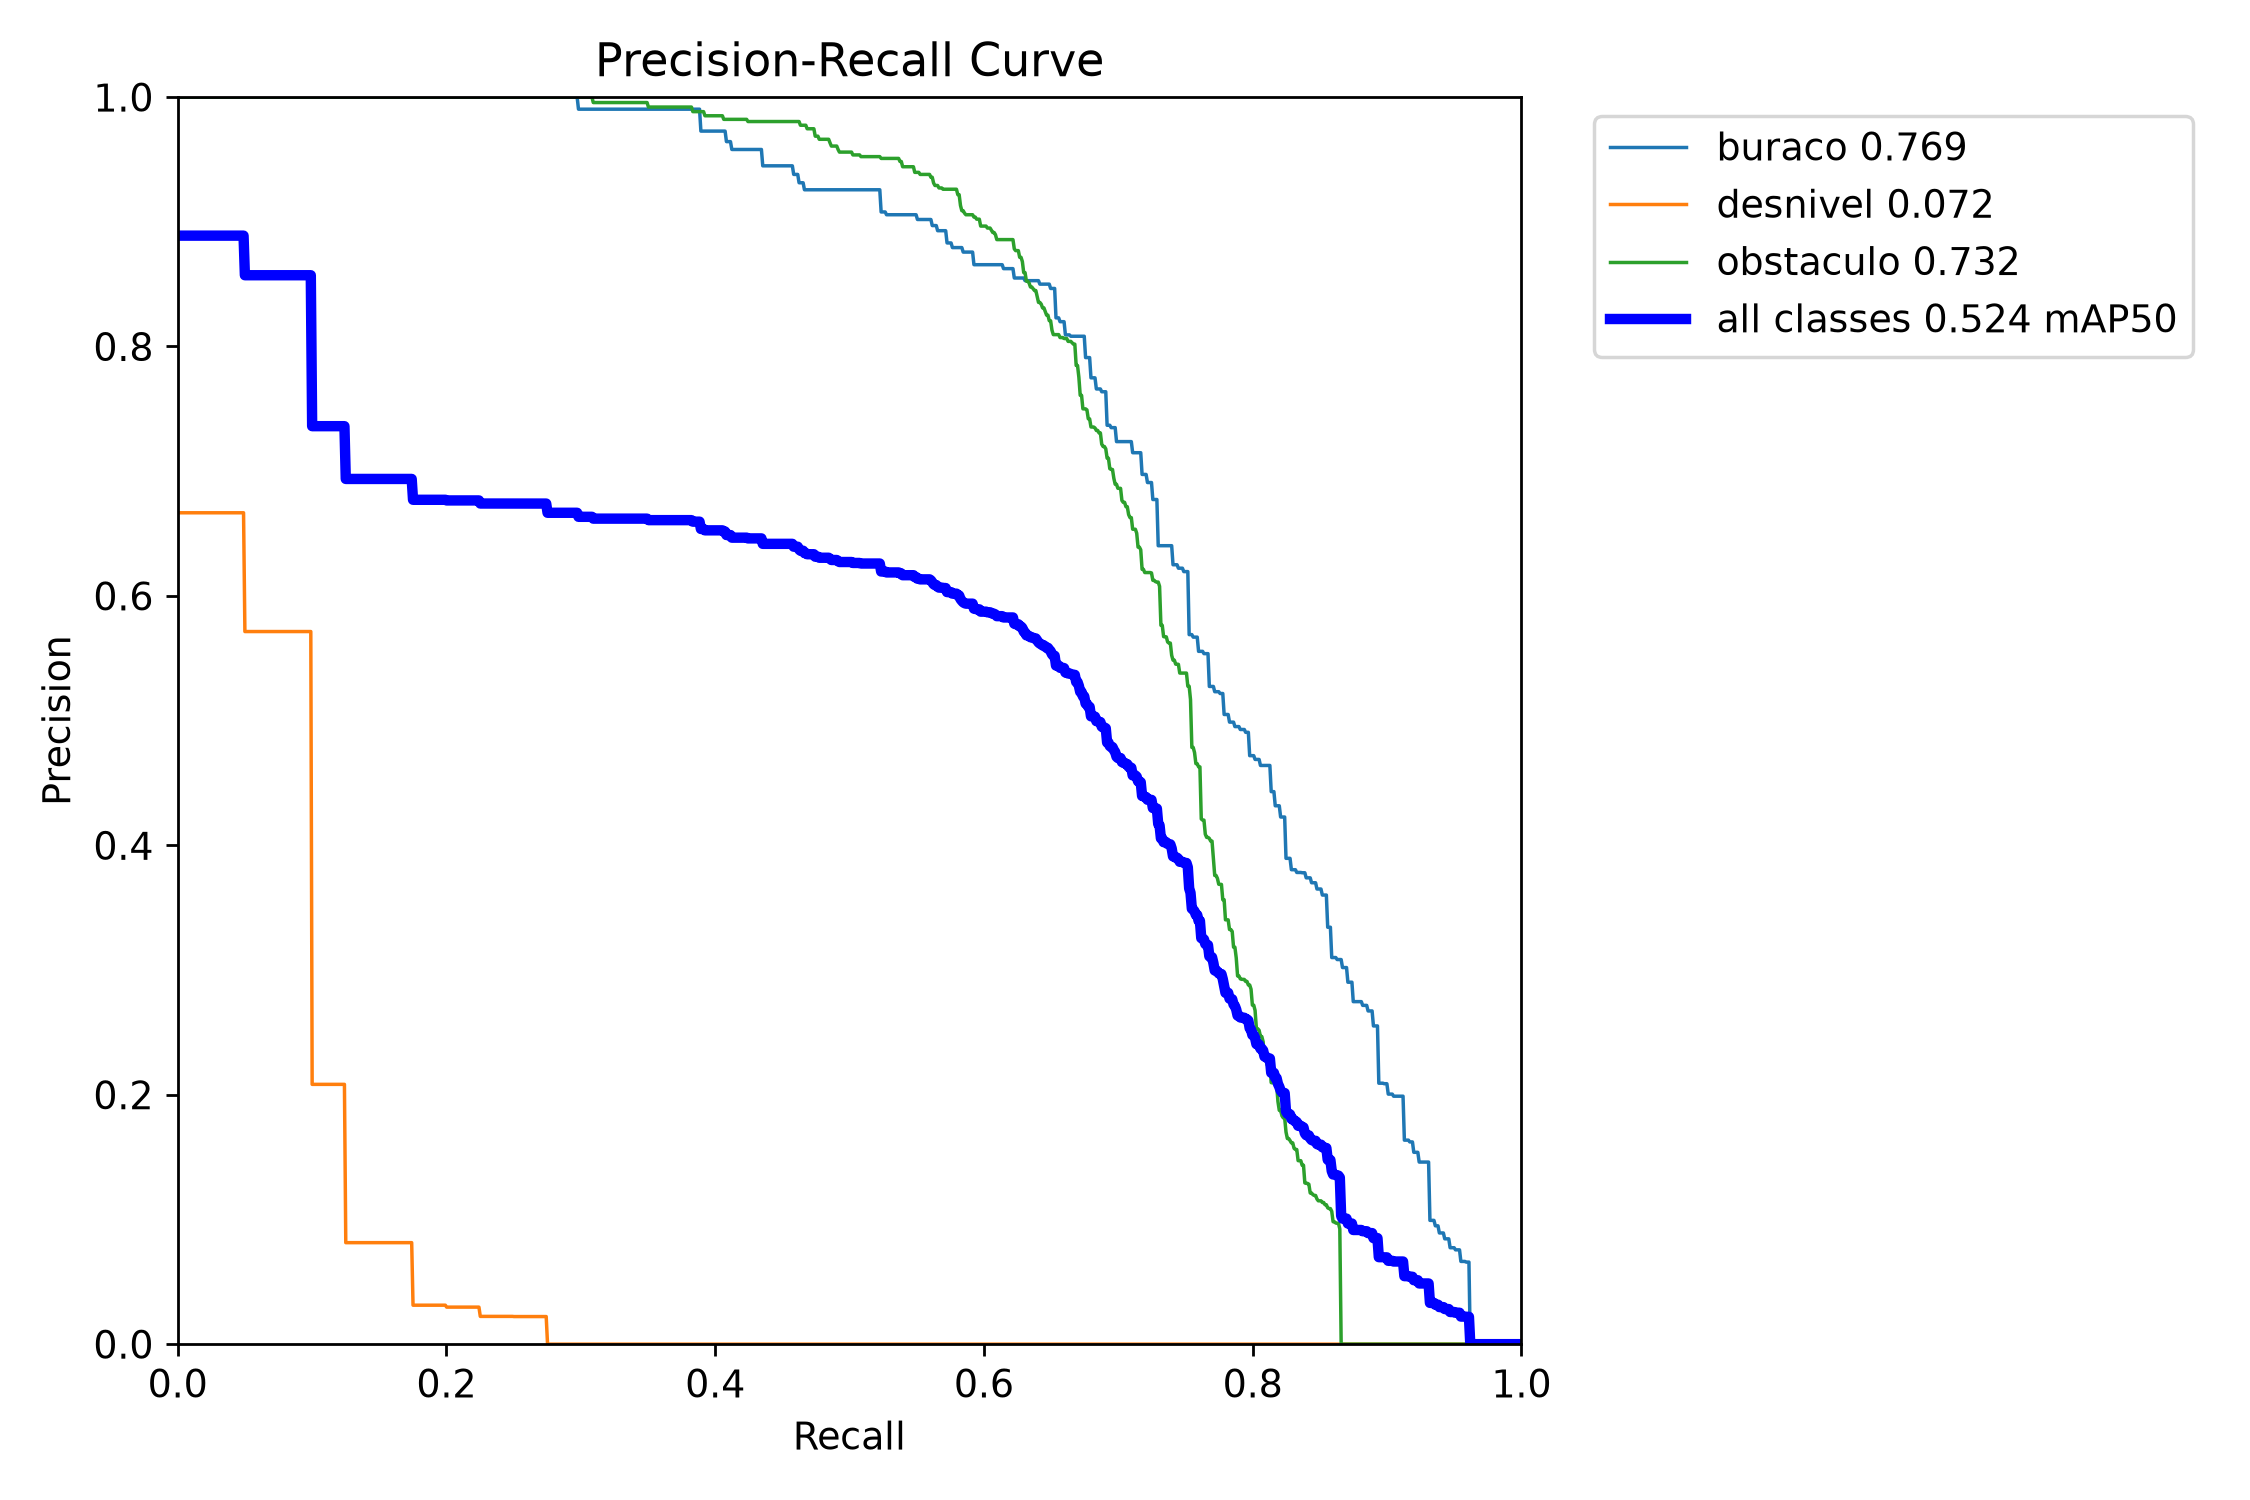 Precision-Recall Curve
1.0
0.8
0.6
0.4
0.2
0.0
Precision
0.0 0.2 0.4 0.6 0.8 1.0
Recall
buraco 0.769
desnivel 0.072
obstaculo 0.732
all classes 0.524 mAP50